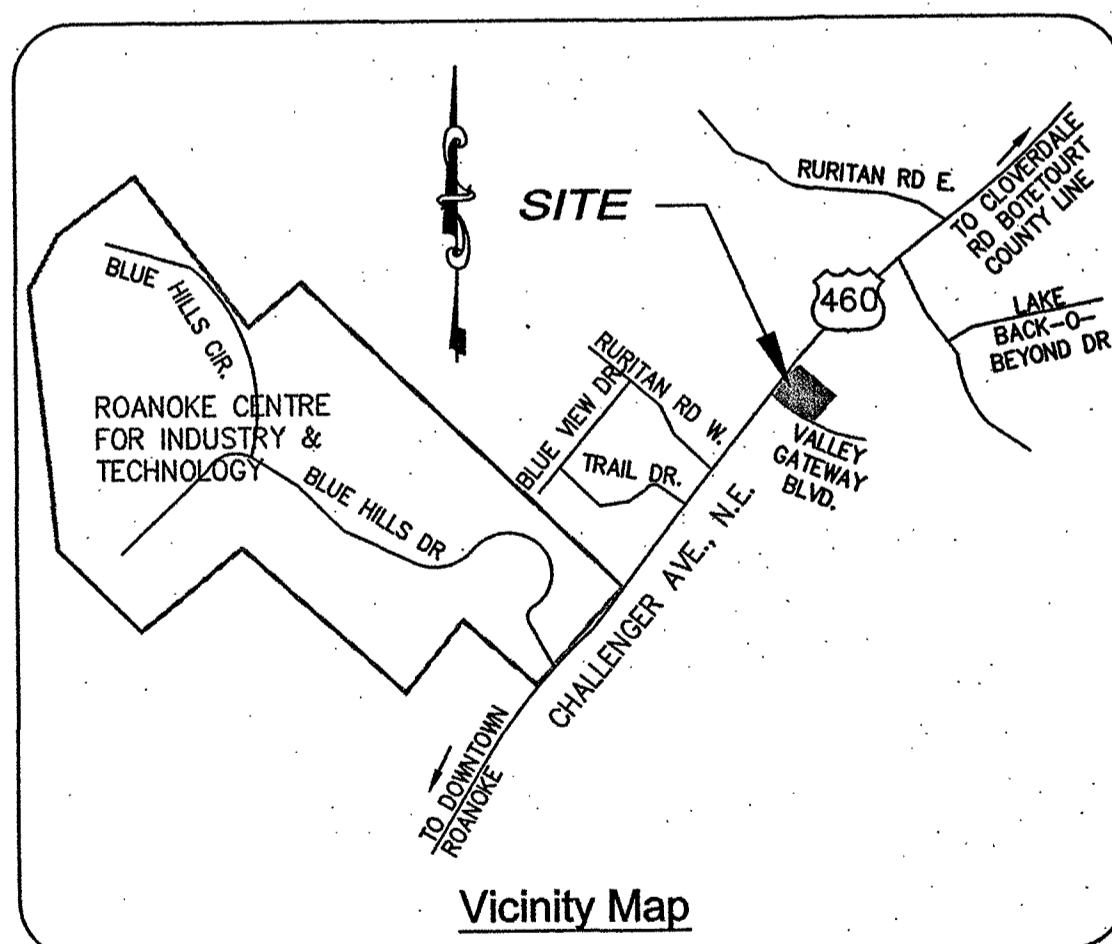 RURITAN RD E.
TO CLOVERDALE
RD BOTETOURT
COUNTY LINE
SITE
460
LAKE
BACK-O-
BEYOND DR
BLUE HILLS CIR.
RURITAN RD W.
BLUE VIEW DR.
ROANOKE CENTRE
FOR INDUSTRY &
TECHNOLOGY
TRAIL DR.
VALLEY
GATEWAY
BLVD.
BLUE HILLS DR
CHALLENGER AVE., N.E.
TO DOWNTOWN
ROANOKE
Vicinity Map